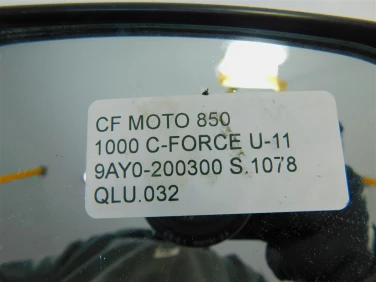 CF MOTO 850
1000 C-FORCE U-11
9AY0-200300 S.1078
QLU.032